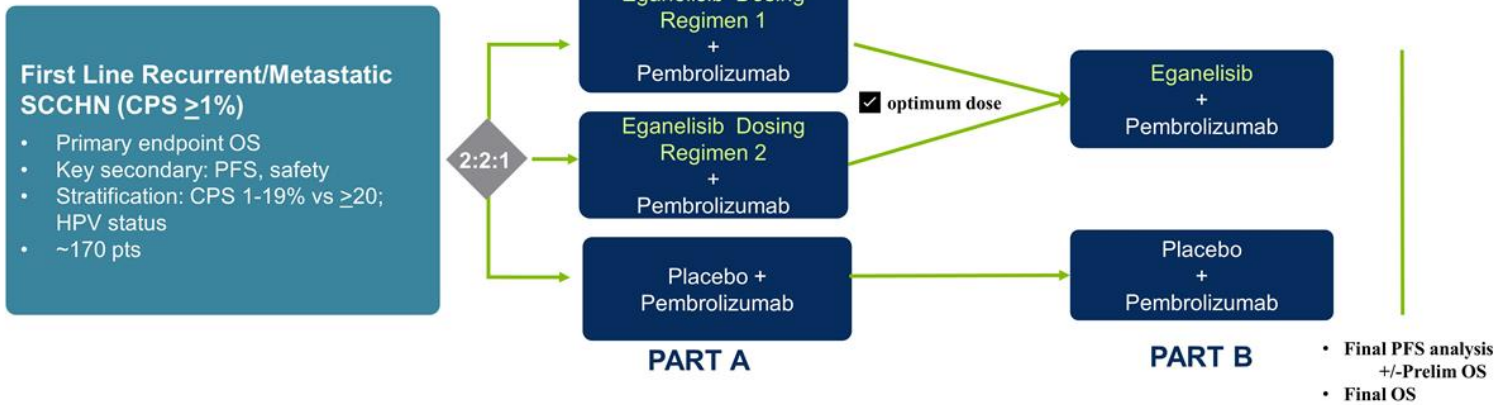 First Line Recurrent/Metastatic
SCCHN (CPS ≥1%)
• Primary endpoint OS
• Key secondary: PFS, safety
• Stratification: CPS 1-19% vs ≥20;
HPV status
• ~170 pts
2:2:1
Eganelisib Dosing
Regimen 1
+
Pembrolizumab
Eganelisib Dosing
Regimen 2
+
Pembrolizumab
Placebo +
Pembrolizumab
PART A
optimum dose
Eganelisib
+
Pembrolizumab
Placebo
+
Pembrolizumab
PART B
• Final PFS analysis
+/-Prelim OS
• Final OS